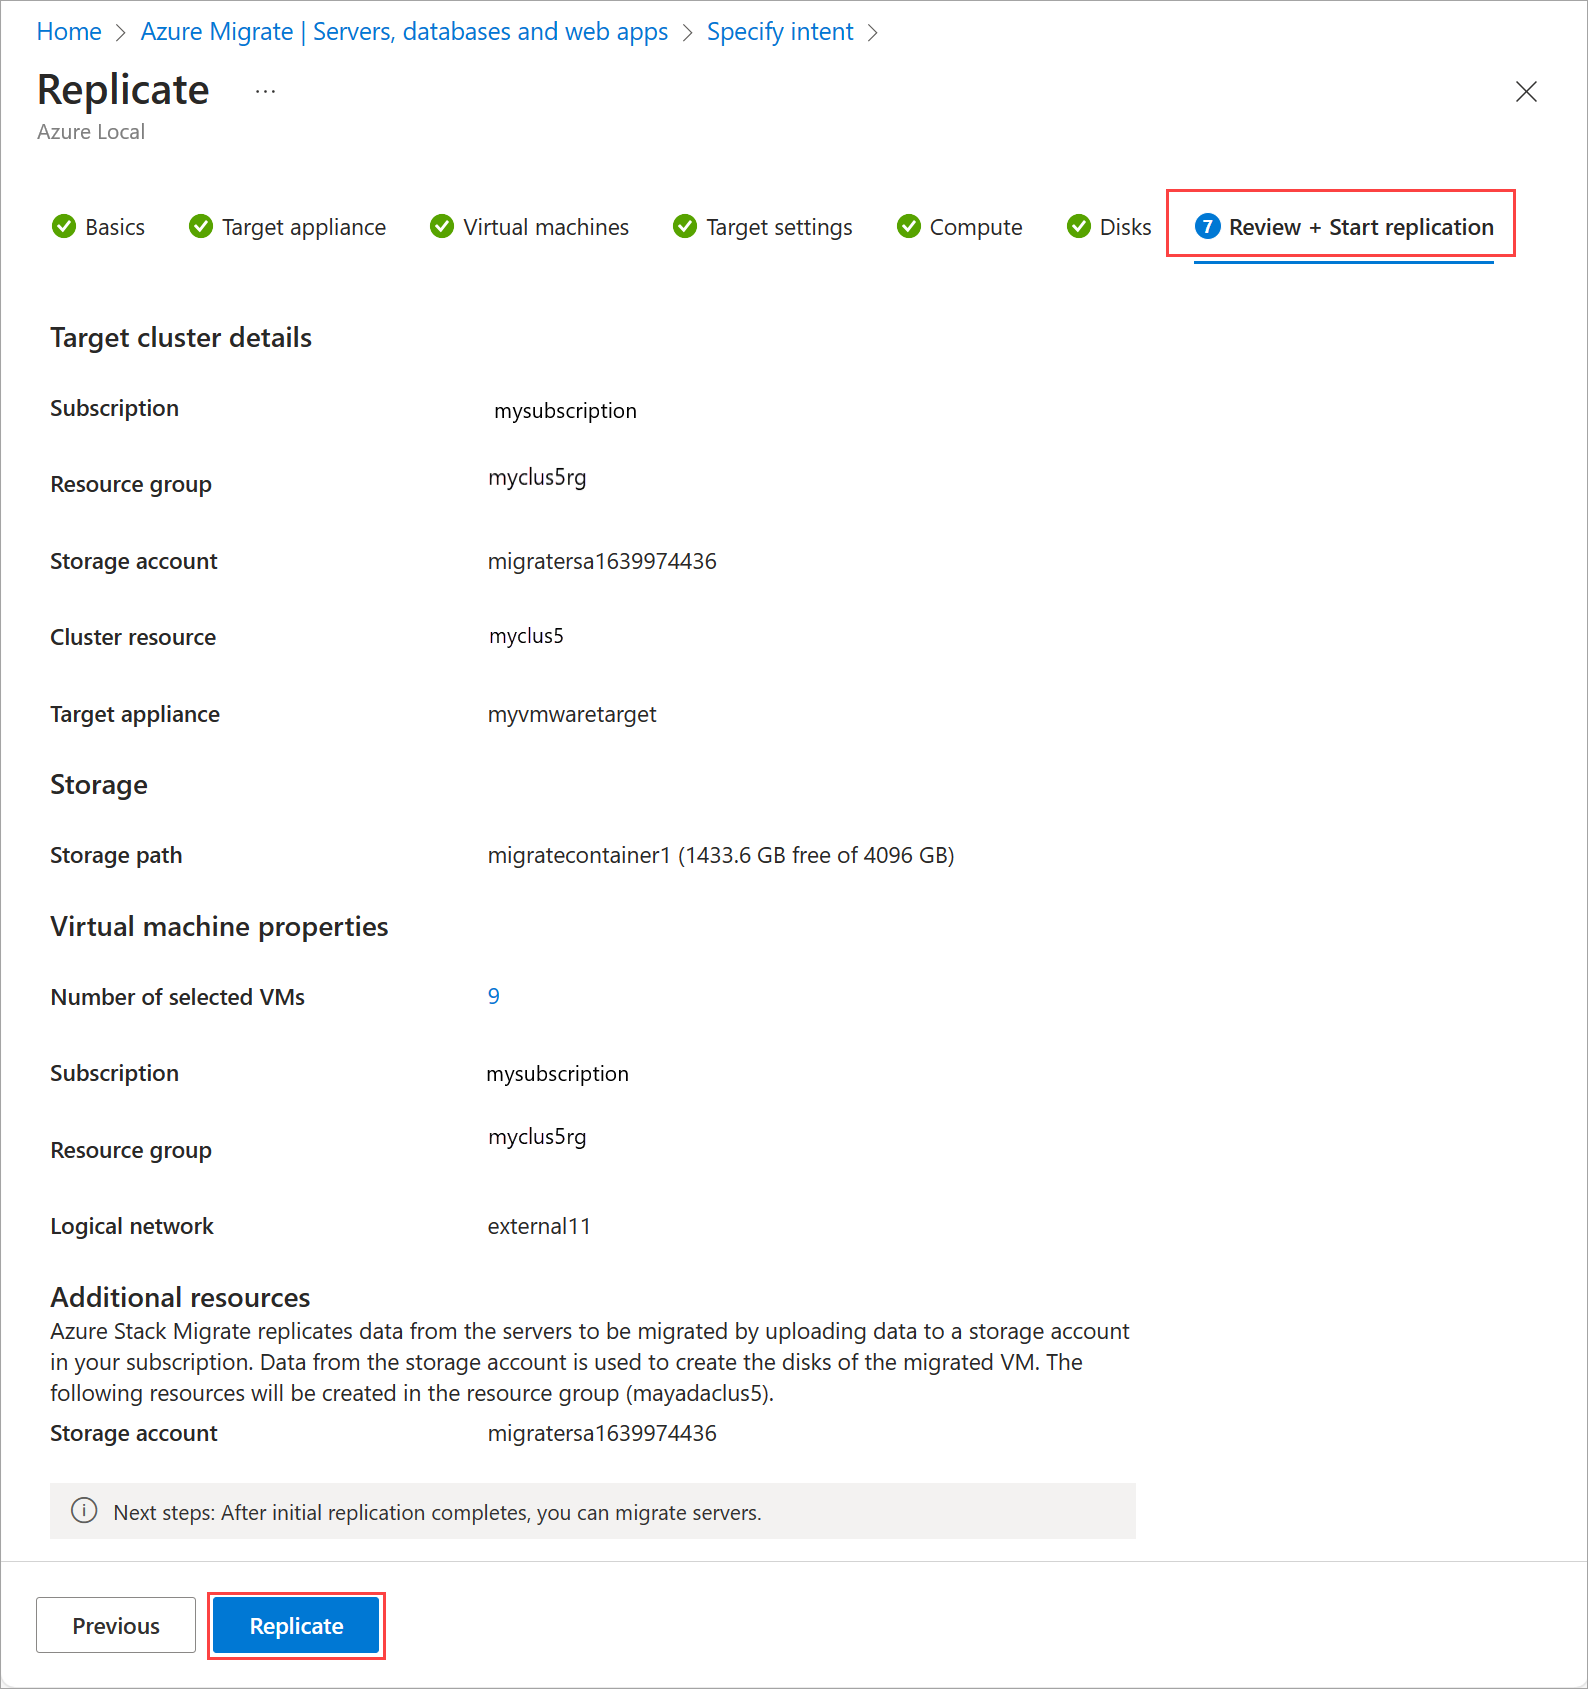 Home > Azure Migrate | Servers, databases and web apps > Specify intent >
Replicate ...
Azure Local
Basics Target appliance Virtual machines Target settings Compute Disks 7 Review + Start replication
Target cluster details
Subscription mysubscription
Resource group myclus5rg
Storage account migratersa1639974436
Cluster resource myclus5
Target appliance myvmwaretarget
Storage
Storage path migratecontainer1 (1433.6 GB free of 4096 GB)
Virtual machine properties
Number of selected VMs 9
Subscription mysubscription
Resource group myclus5rg
Logical network external11
Additional resources
Azure Stack Migrate replicates data from the servers to be migrated by uploading data to a storage account
in your subscription. Data from the storage account is used to create the disks of the migrated VM. The
following resources will be created in the resource group (mayadaclus5).
Storage account migratersa1639974436
Next steps: After initial replication completes, you can migrate servers.
Previous Replicate